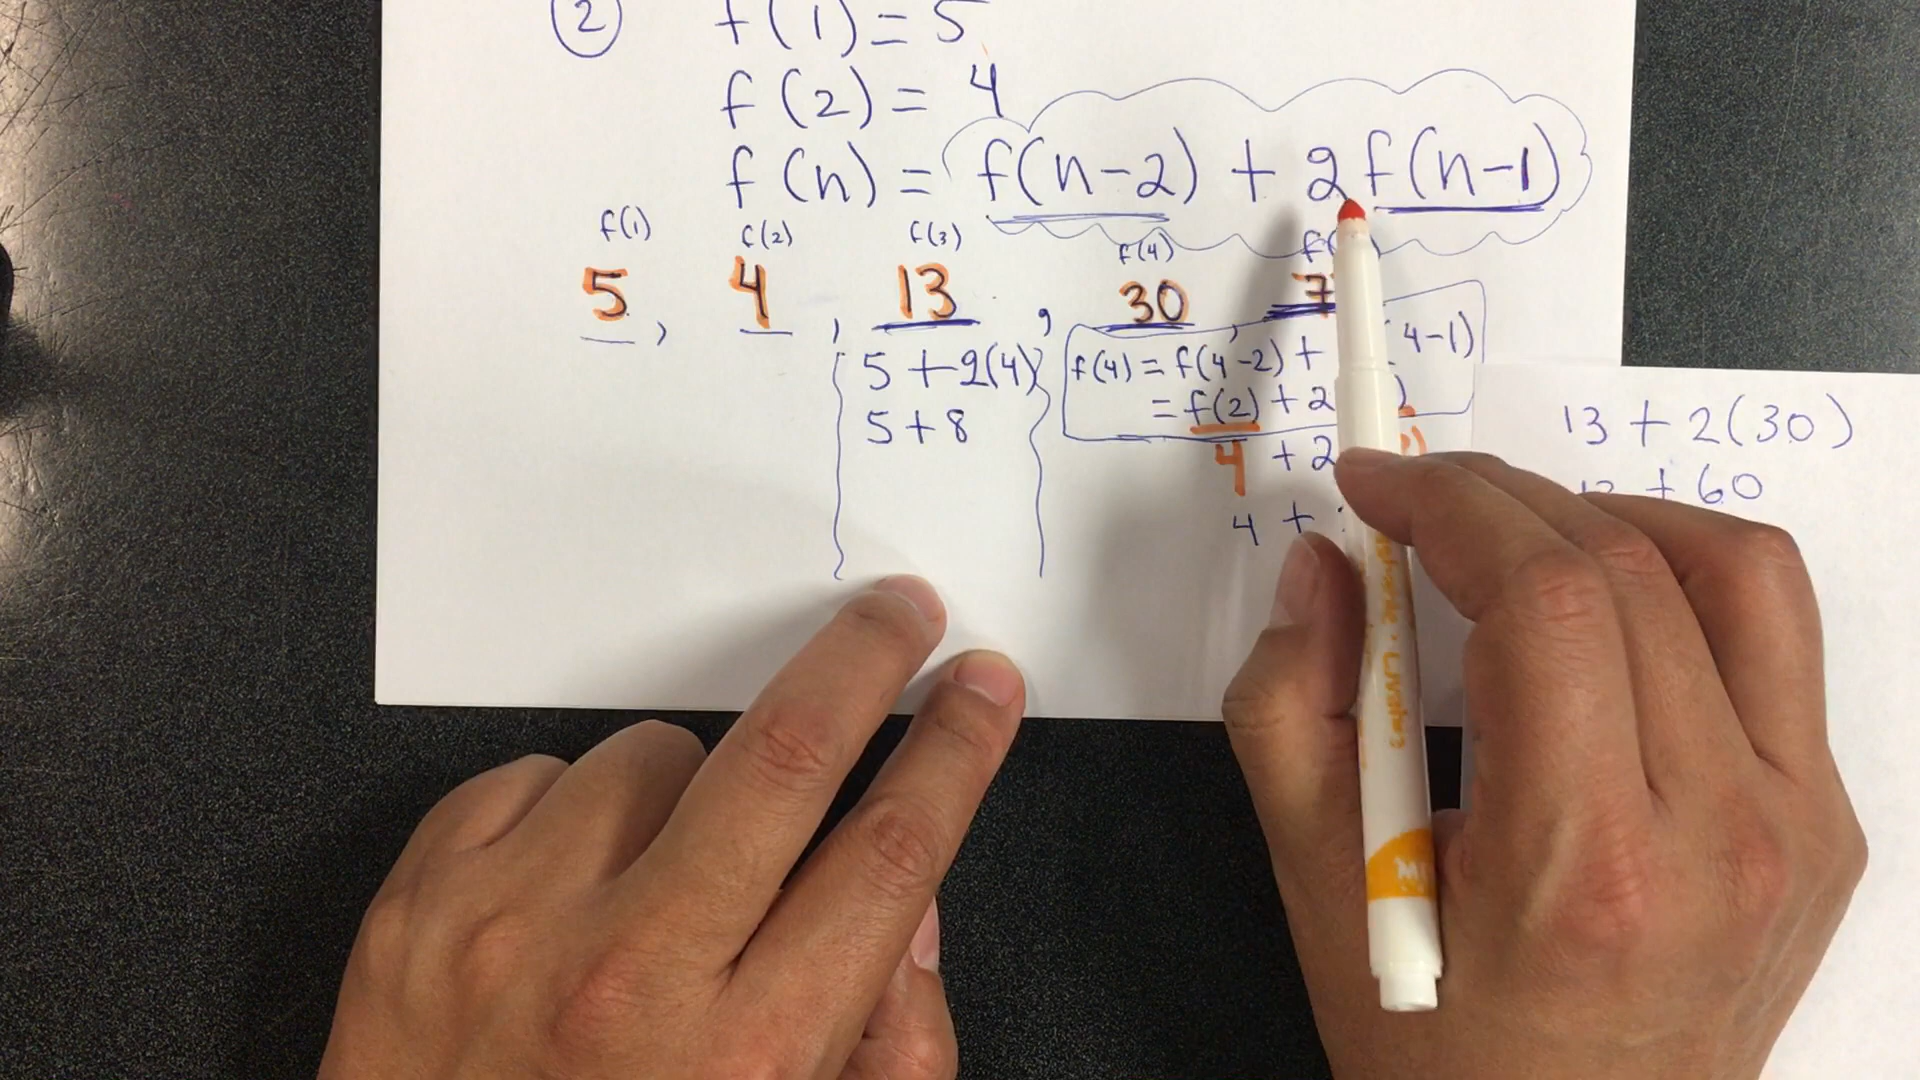 2 f(1) = 5
f(2) = 4
f(n) = f(n-2) + 2f(n-1)
f(1) f(2) f(3) f(4) f(
5, 4, 13, 30, 7
5 + 2(4) f(4) = f(4-2) + (4-1)
5 + 8 = f(2) + 2
4 + 2
4 +
13 + 2(30)
+ 60